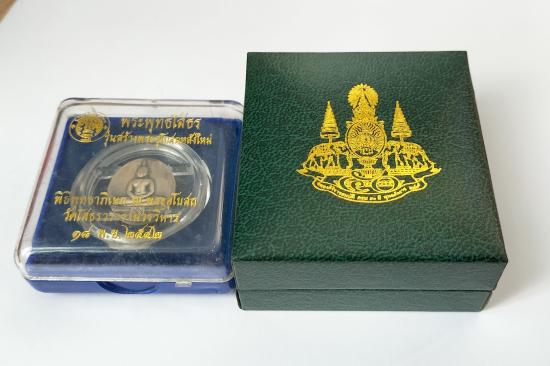 พระพุทธโสธร
รุ่นสร้างพระอุโบสถหลังใหม่
พิธีพุทธาภิเษก ณ พระอุโบสถ
วัดโสธรวรารามวรวิหาร
๑๘ พ.ย. ๒๕๔๒